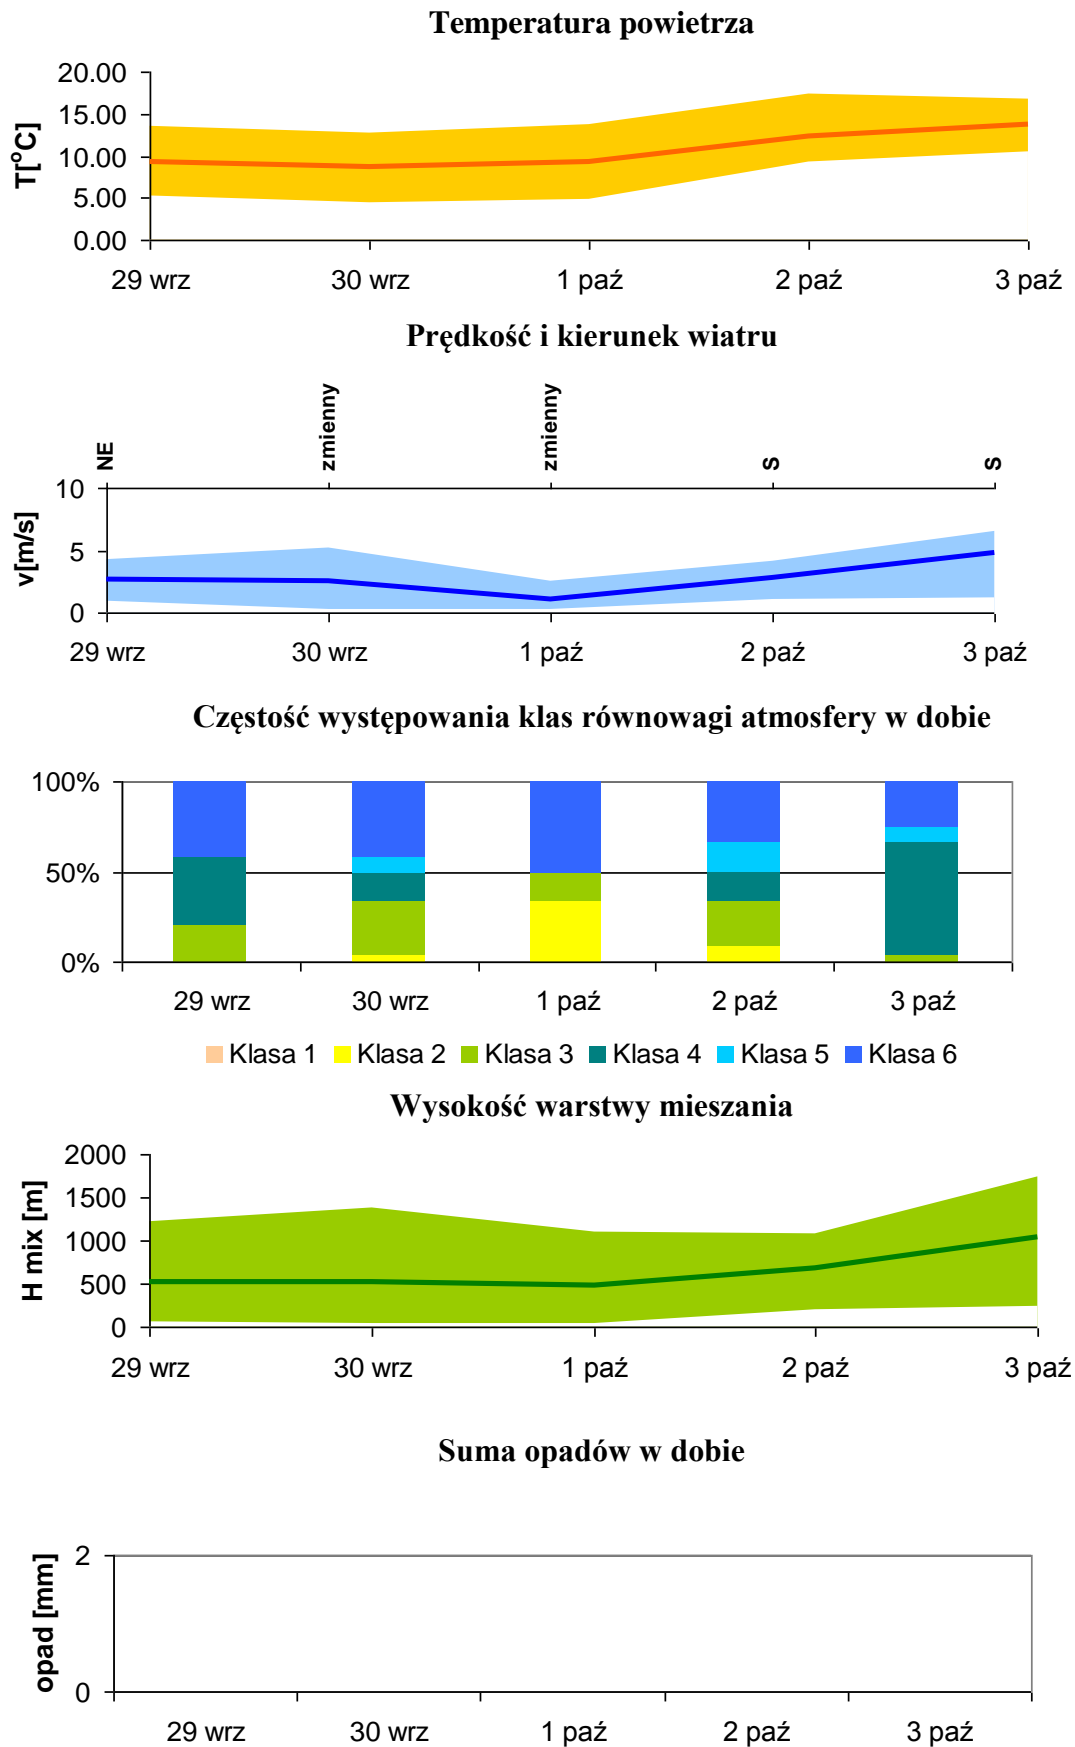 Temperatura powietrza
20.00
15.00
10.00
5.00
0.00
T[°C]
29 wrz 30 wrz 1 paź 2 paź 3 paź
Prędkość i kierunek wiatru
NE zmienny zmienny S S
10
5
0
v[m/s]
29 wrz 30 wrz 1 paź 2 paź 3 paź
Częstość występowania klas równowagi atmosfery w dobie
100%
50%
0%
29 wrz 30 wrz 1 paź 2 paź 3 paź
Klasa 1 Klasa 2 Klasa 3 Klasa 4 Klasa 5 Klasa 6
Wysokość warstwy mieszania
2000
1500
1000
500
0
H mix [m]
29 wrz 30 wrz 1 paź 2 paź 3 paź
Suma opadów w dobie
2
0
opad [mm]
29 wrz 30 wrz 1 paź 2 paź 3 paź